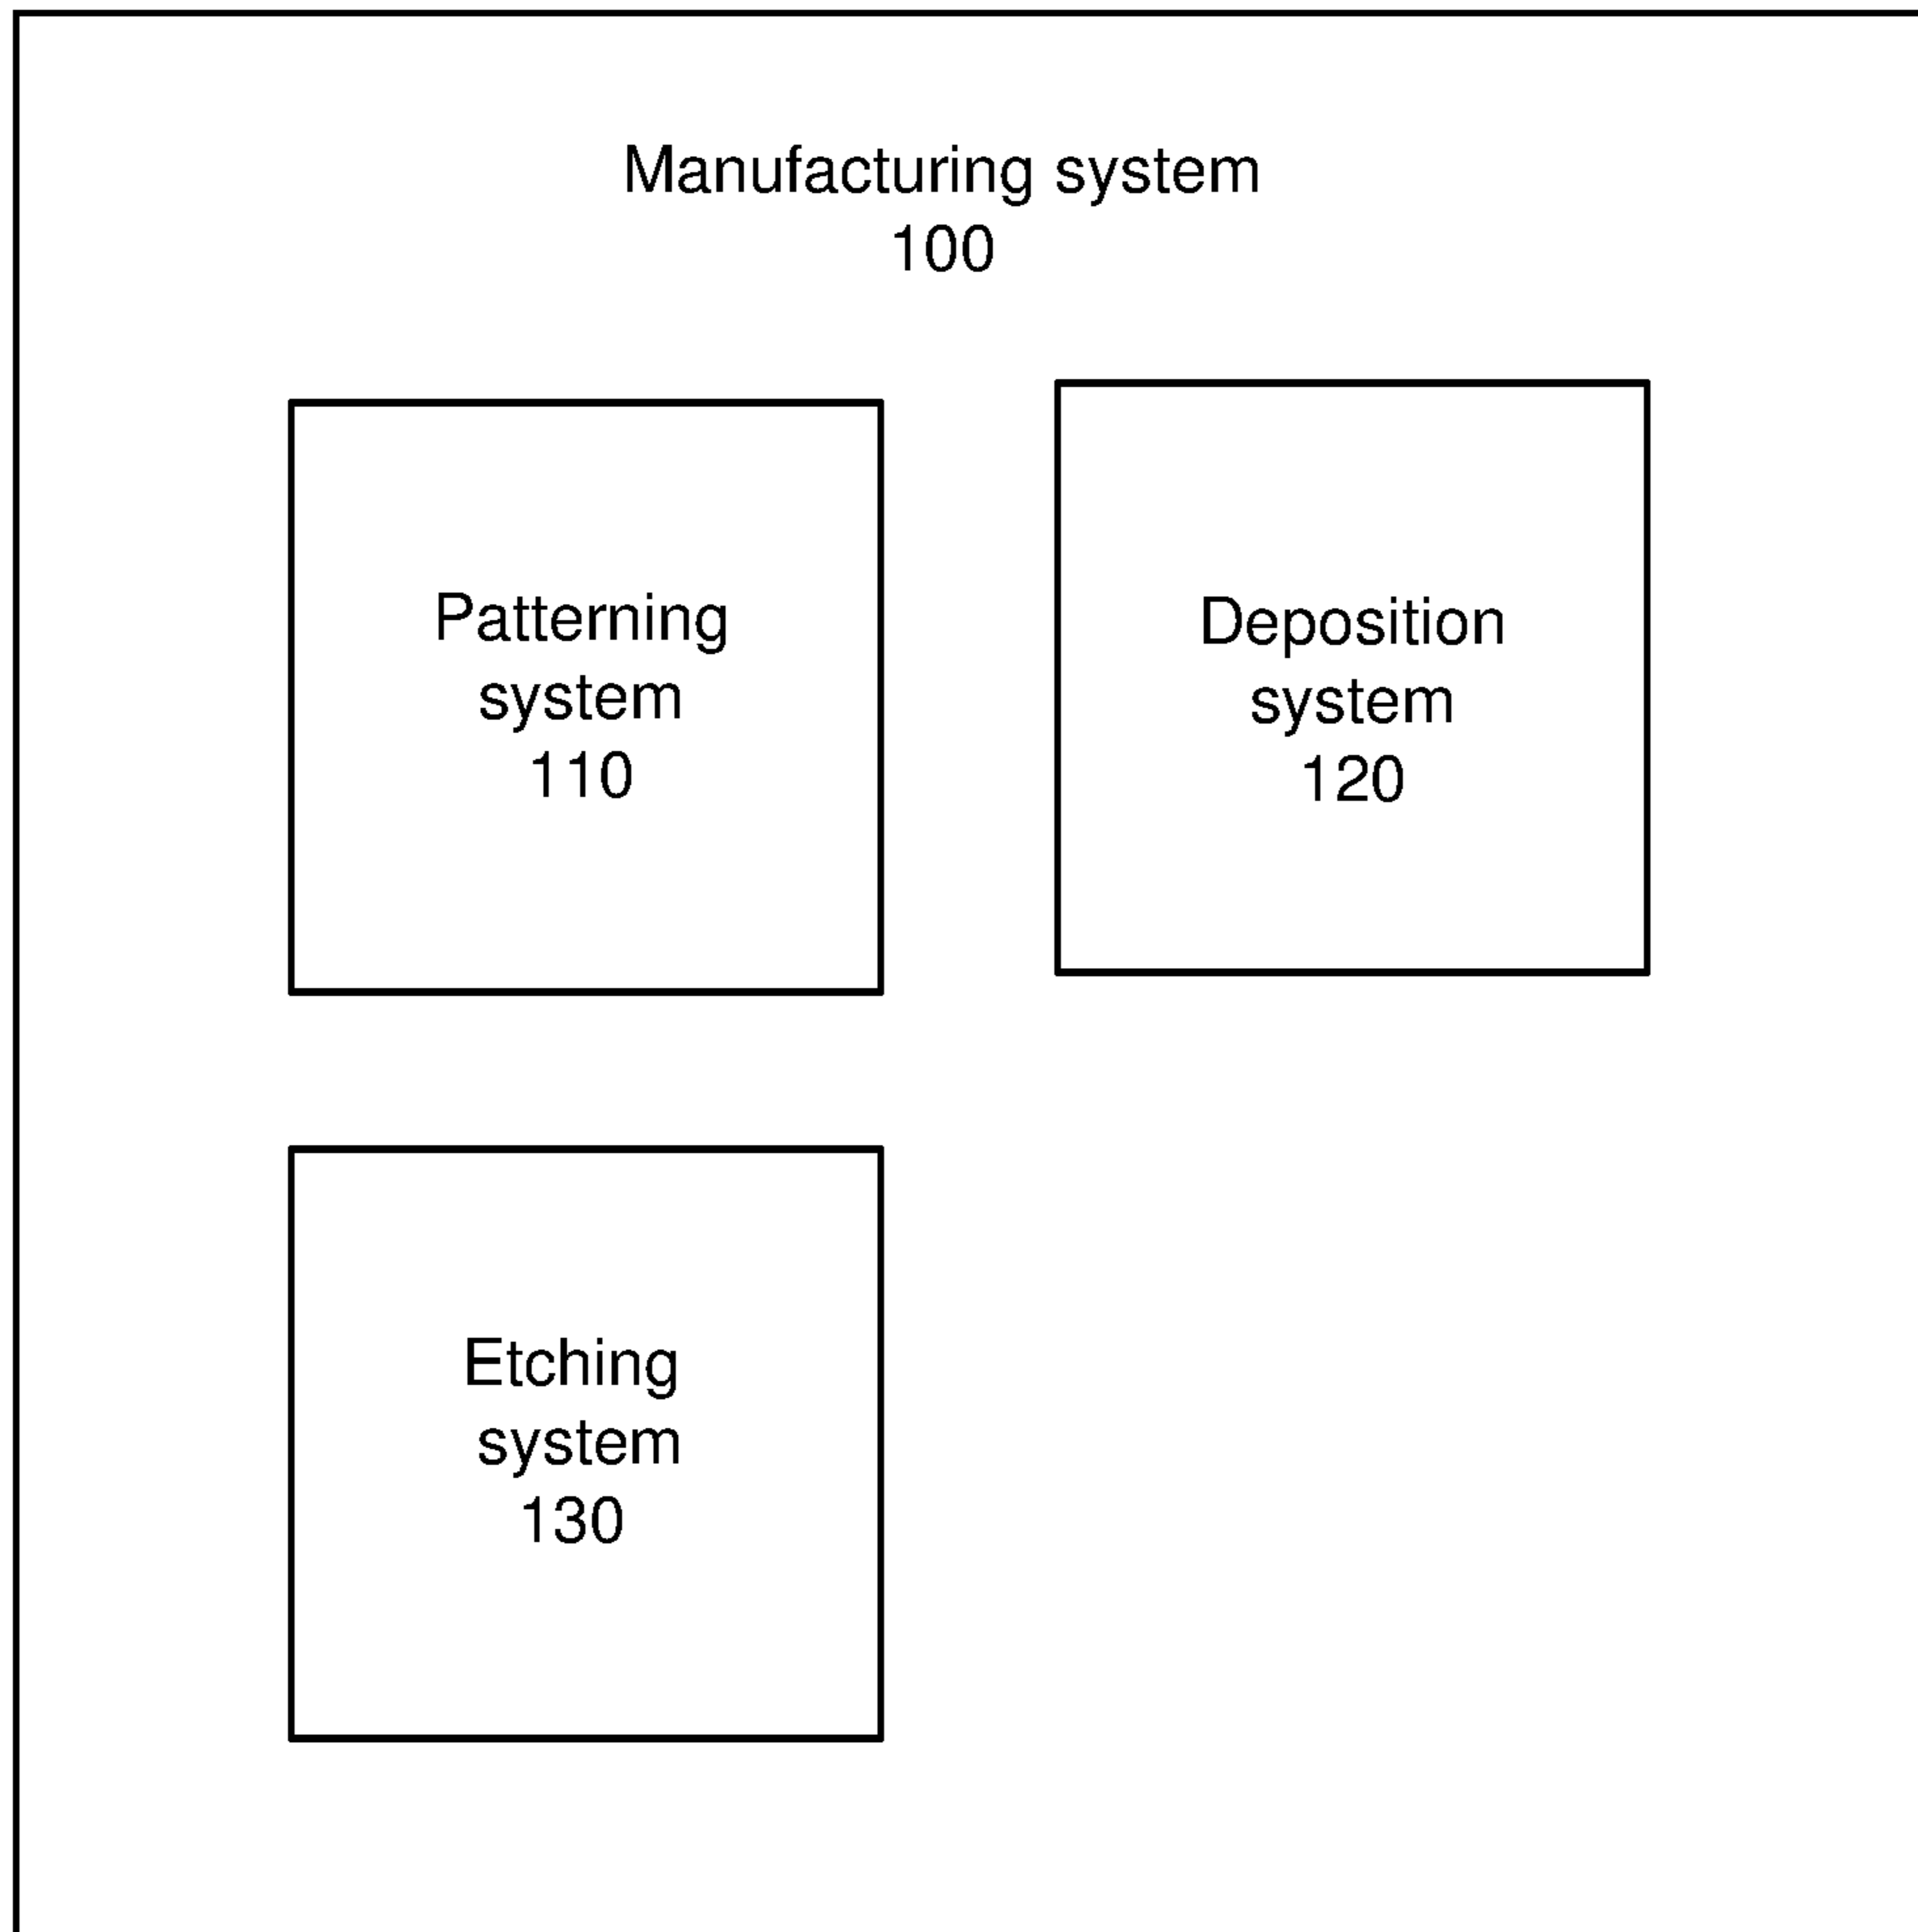 Manufacturing system
100
Patterning
system
110
Deposition
system
120
Etching
system
130